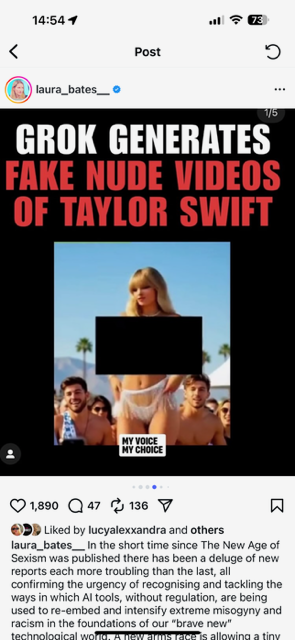 14:54
73
Post
laura_bates__
1/5
GROK GENERATES
FAKE NUDE VIDEOS
OF TAYLOR SWIFT
MY VOICE
MY CHOICE
1,890 47 136
Liked by lucyalexxandra and others
laura_bates__ In the short time since The New Age of
Sexism was published there has been a deluge of new
reports each more troubling than the last, all
confirming the urgency of recognising and tackling the
ways in which AI tools, without regulation, are being
used to re-embed and intensify extreme misogyny and
racism in the foundations of our “brave new”
technological world. A new arms race is allowing a tiny